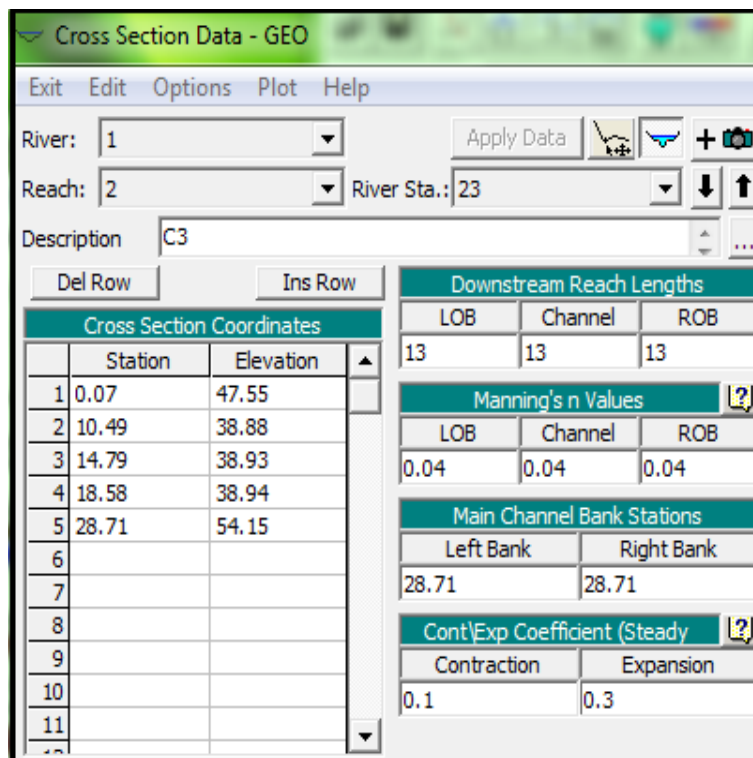 Cross Section Data - GEO
Exit Edit Options Plot Help
River: 1 Apply Data
Reach: 2 River Sta.: 23
Description C3 ...
Del Row Ins Row
Cross Section Coordinates
Station Elevation
1 0.07 47.55
2 10.49 38.88
3 14.79 38.93
4 18.58 38.94
5 28.71 54.15
6
7
8
9
10
11
Downstream Reach Lengths
LOB Channel ROB
13 13 13
Manning's n Values ?
LOB Channel ROB
0.04 0.04 0.04
Main Channel Bank Stations
Left Bank Right Bank
28.71 28.71
Cont\Exp Coefficient (Steady ?
Contraction Expansion
0.1 0.3